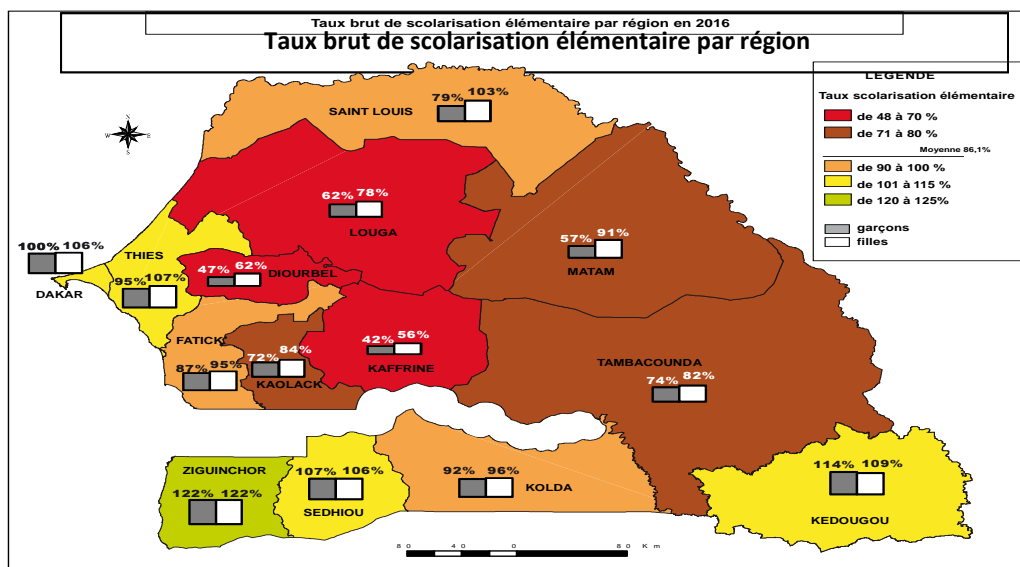 Taux brut de scolarisation élémentaire par région en 2016
Taux brut de scolarisation élémentaire par région
LEGENDE
Taux scolarisation élémentaire
de 48 à 70 %
de 71 à 80 %
Moyenne 86,1%
de 90 à 100 %
de 101 à 115 %
de 120 à 125%
garçons
filles
N
W E
S
SAINT LOUIS
79% 103%
62% 78%
LOUGA
57% 91%
MATAM
100% 106%
DAKAR
THIES
95% 107%
47% 62%
DIOURBEL
FATICK
87% 95%
72% 84%
KAOLACK
42% 56%
KAFFRINE
TAMBACOUNDA
74% 82%
ZIGUINCHOR
122% 122%
107% 106%
SEDHIOU
92% 96%
KOLDA
114% 109%
KEDOUGOU
80 40 0 80 Km